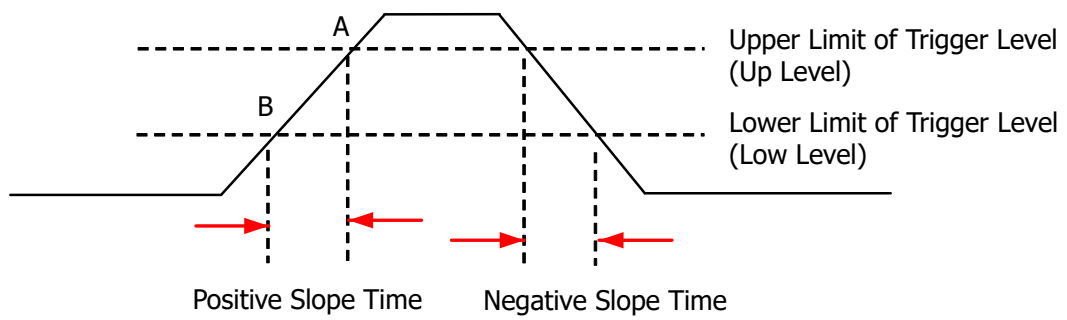 A
Upper Limit of Trigger Level
(Up Level)
B
Lower Limit of Trigger Level
(Low Level)
Positive Slope Time
Negative Slope Time